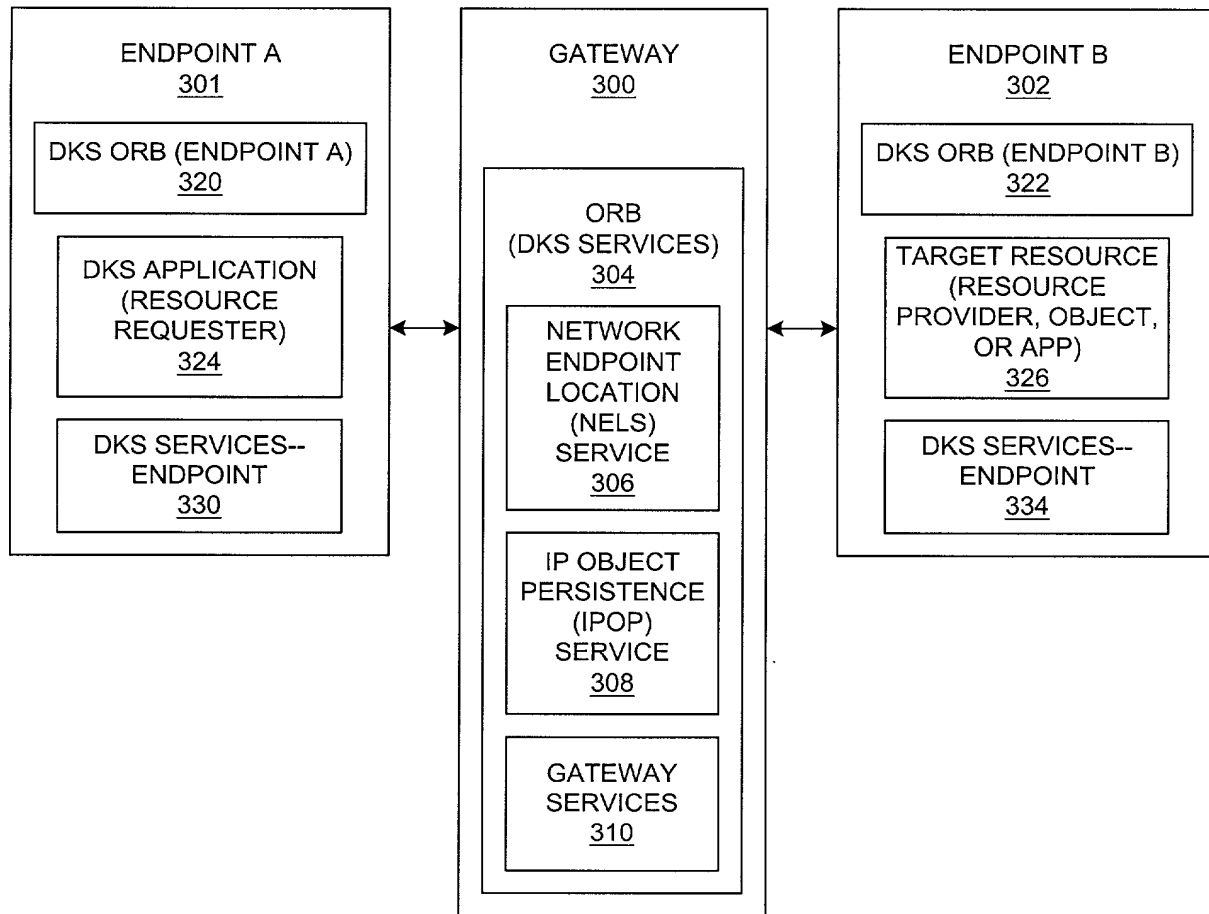 ENDPOINT A
301
DKS ORB (ENDPOINT A)
320
DKS APPLICATION
(RESOURCE
REQUESTER)
324
DKS SERVICES--
ENDPOINT
330
GATEWAY
300
ORB
(DKS SERVICES)
304
NETWORK
ENDPOINT
LOCATION
(NELS)
SERVICE
306
IP OBJECT
PERSISTENCE
(IPOP)
SERVICE
308
GATEWAY
SERVICES
310
ENDPOINT B
302
DKS ORB (ENDPOINT B)
322
TARGET RESOURCE
(RESOURCE
PROVIDER, OBJECT,
OR APP)
326
DKS SERVICES--
ENDPOINT
334